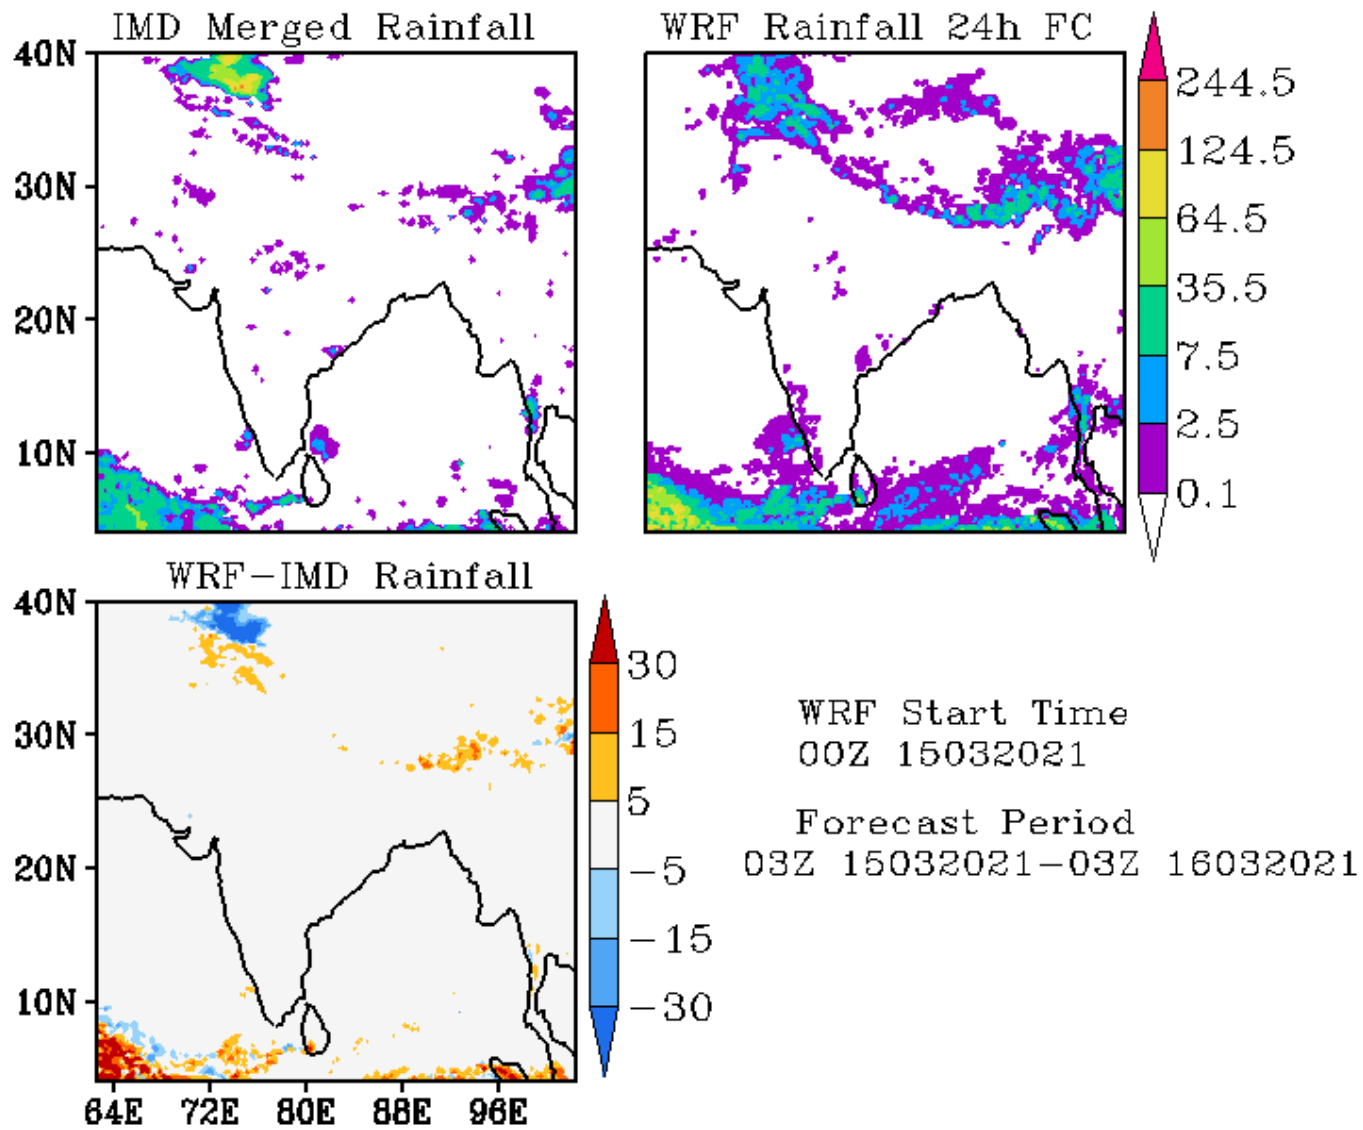 IMD Merged Rainfall
WRF Rainfall 24h FC
40N
30N
20N
10N
244.5
124.5
64.5
35.5
7.5
2.5
0.1
WRF-IMD Rainfall
40N
30N
20N
10N
64E 72E 80E 88E 96E
30
15
5
-5
-15
-30
WRF Start Time
00Z 15032021
Forecast Period
03Z 15032021-03Z 16032021